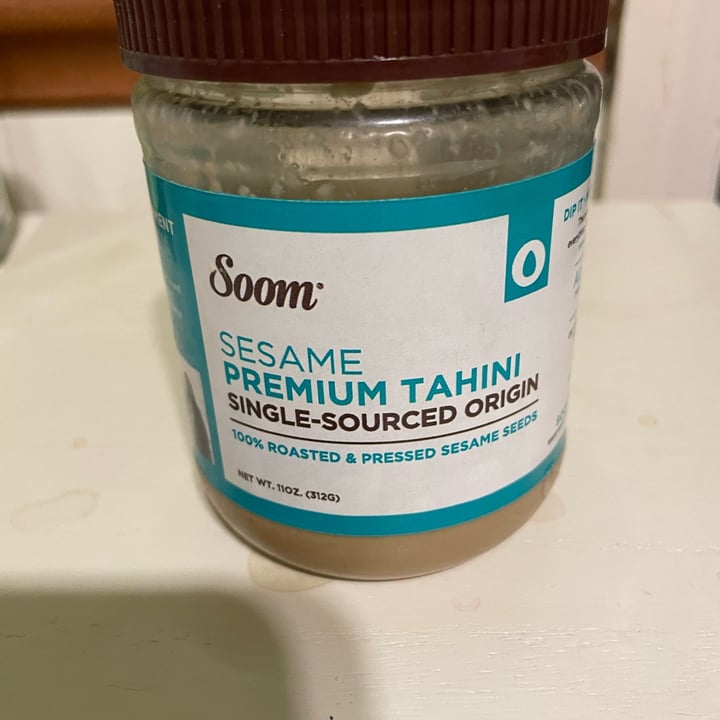 Soom®
SESAME
PREMIUM TAHINI
SINGLE-SOURCED ORIGIN
100% ROASTED & PRESSED SESAME SEEDS
NET WT. 11OZ. (312G)
DIP IT